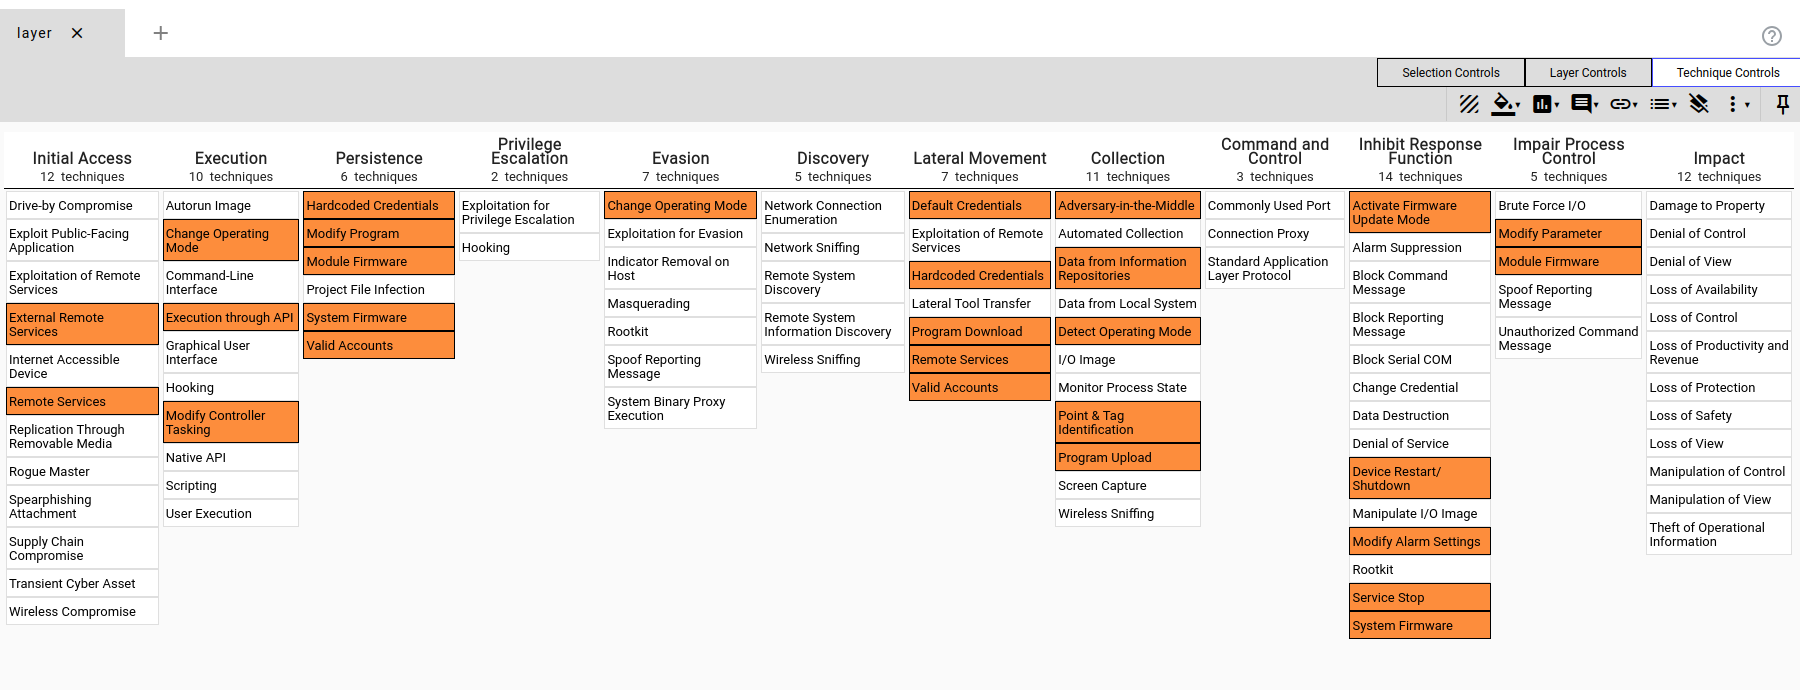 layer
Selection Controls
Layer Controls
Technique Controls
Initial Access
12 techniques
Drive-by Compromise
Exploit Public-Facing
Application
Exploitation of Remote
Services
External Remote
Services
Internet Accessible
Device
Remote Services
Replication Through
Removable Media
Rogue Master
Spearphishing
Attachment
Supply Chain
Compromise
Transient Cyber Asset
Wireless Compromise
Execution
10 techniques
Autorun Image
Change Operating
Mode
Command-Line
Interface
Execution through API
Graphical User
Interface
Hooking
Modify Controller
Tasking
Native API
Scripting
User Execution
Persistence
6 techniques
Hardcoded Credentials
Modify Program
Module Firmware
Project File Infection
System Firmware
Valid Accounts
Privilege
Escalation
2 techniques
Exploitation for
Privilege Escalation
Hooking
Evasion
7 techniques
Change Operating Mode
Exploitation for Evasion
Indicator Removal on
Host
Masquerading
Rootkit
Spoof Reporting
Message
System Binary Proxy
Execution
Discovery
5 techniques
Network Connection
Enumeration
Network Sniffing
Remote System
Discovery
Remote System
Information Discovery
Wireless Sniffing
Lateral Movement
7 techniques
Default Credentials
Exploitation of Remote
Services
Hardcoded Credentials
Lateral Tool Transfer
Program Download
Remote Services
Valid Accounts
Collection
11 techniques
Adversary-in-the-Middle
Automated Collection
Data from Information
Repositories
Data from Local System
Detect Operating Mode
I/O Image
Monitor Process State
Point & Tag
Identification
Program Upload
Screen Capture
Wireless Sniffing
Command and
Control
3 techniques
Commonly Used Port
Connection Proxy
Standard Application
Layer Protocol
Inhibit Response
Function
14 techniques
Activate Firmware
Update Mode
Alarm Suppression
Block Command
Message
Block Reporting
Message
Block Serial COM
Change Credential
Data Destruction
Denial of Service
Device Restart/
Shutdown
Manipulate I/O Image
Modify Alarm Settings
Rootkit
Service Stop
System Firmware
Impair Process
Control
5 techniques
Brute Force I/O
Modify Parameter
Module Firmware
Spoof Reporting
Message
Unauthorized Command
Message
Impact
12 techniques
Damage to Property
Denial of Control
Denial of View
Loss of Availability
Loss of Control
Loss of Productivity and
Revenue
Loss of Protection
Loss of Safety
Loss of View
Manipulation of Control
Manipulation of View
Theft of Operational
Information